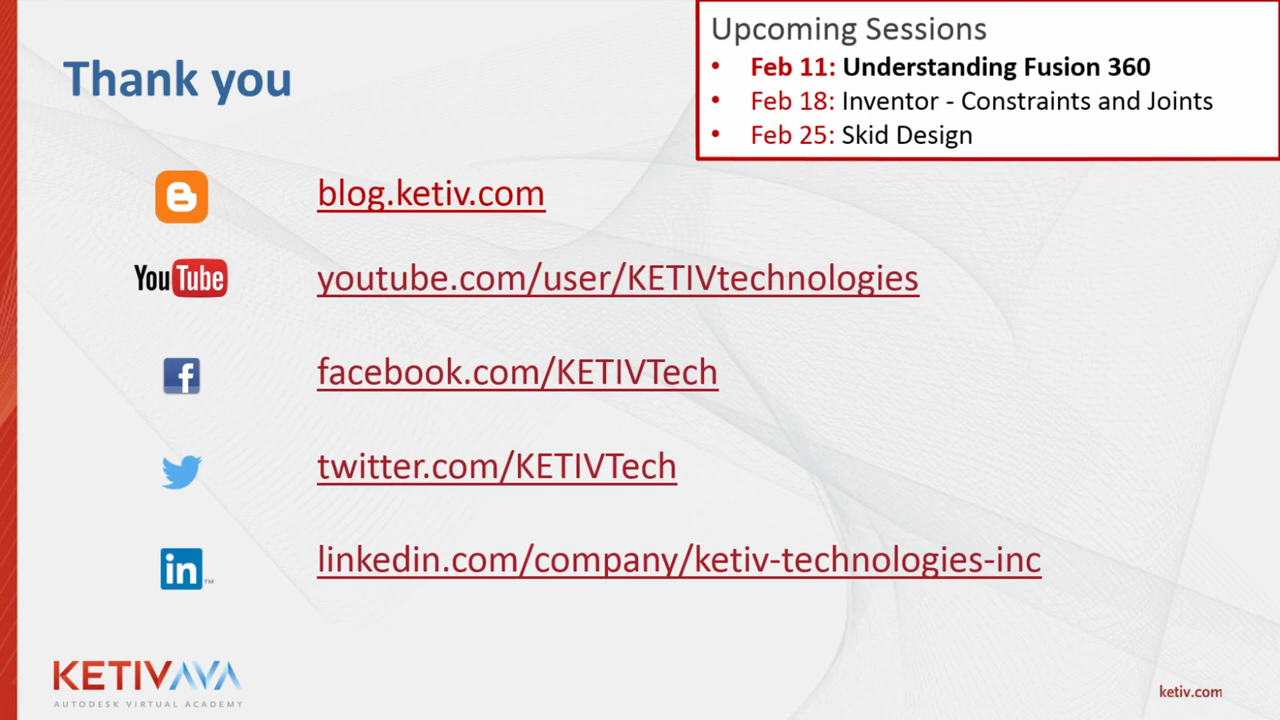 Upcoming Sessions
• Feb 11: Understanding Fusion 360
• Feb 18: Inventor - Constraints and Joints
• Feb 25: Skid Design
Thank you
blog.ketiv.com
YouTube
youtube.com/user/KETIVtechnologies
f
facebook.com/KETIVTech
twitter.com/KETIVTech
in™
linkedin.com/company/ketiv-technologies-inc
KETIVAVA
AUTODESK VIRTUAL ACADEMY
ketiv.com